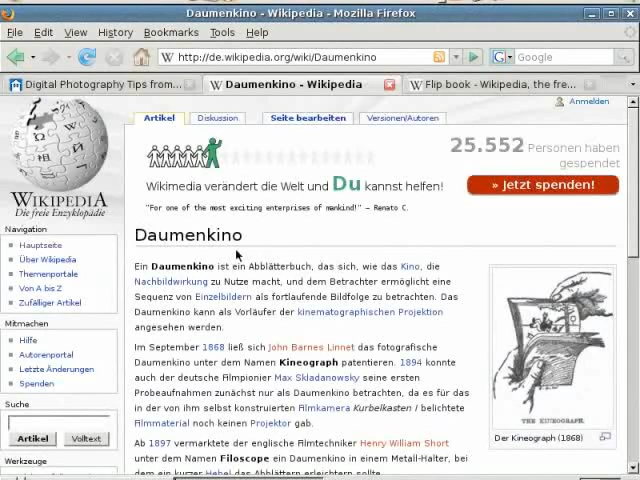 Daumenkino - Wikipedia - Mozilla Firefox
File Edit View History Bookmarks Tools Help
http://de.wikipedia.org/wiki/Daumenkino
Google
Digital Photography Tips from...
Daumenkino - Wikipedia
Flip book - Wikipedia, the fre...
Anmelden
Artikel
Diskussion
Seite bearbeiten
Versionen/Autoren
25.552 Personen haben
gespendet
Wikimedia verändert die Welt und Du kannst helfen!
» Jetzt spenden!
"For one of the most exciting enterprises of mankind!" — Renato C.
WIKIPEDIA
Die freie Enzyklopädie
Navigation
Hauptseite
Über Wikipedia
Themenportale
Von A bis Z
Zufälliger Artikel
Mitmachen
Hilfe
Autorenportal
Letzte Änderungen
Spenden
Suche
Artikel
Volltext
Werkzeuge
Daumenkino
Ein Daumenkino ist ein Abblätterbuch, das sich, wie das Kino, die
Nachbildwirkung zu Nutze macht, und dem Betrachter ermöglicht eine
Sequenz von Einzelbildern als fortlaufende Bildfolge zu betrachten. Das
Daumenkino kann als Vorläufer der kinematographischen Projektion
angesehen werden.
Im September 1868 ließ sich John Barnes Linnet das fotografische
Daumenkino unter dem Namen Kineograph patentieren. 1894 konnte
auch der deutsche Filmpionier Max Skladanowsky seine ersten
Probeaufnahmen zunächst nur als Daumenkino betrachten, da es für das
in der von ihm selbst konstruierten Filmkamera Kurbelkasten I belichtete
Filmmaterial noch keinen Projektor gab.
Ab 1897 vermarktete der englische Filmtechniker Henry William Short
unter dem Namen Filoscope ein Daumenkino in einem Metall-Halter, bei
dem ein kurzer Hebel das Abblättern erleichtern sollte.
THE KINEOGRAPH.
Der Kineograph (1868)